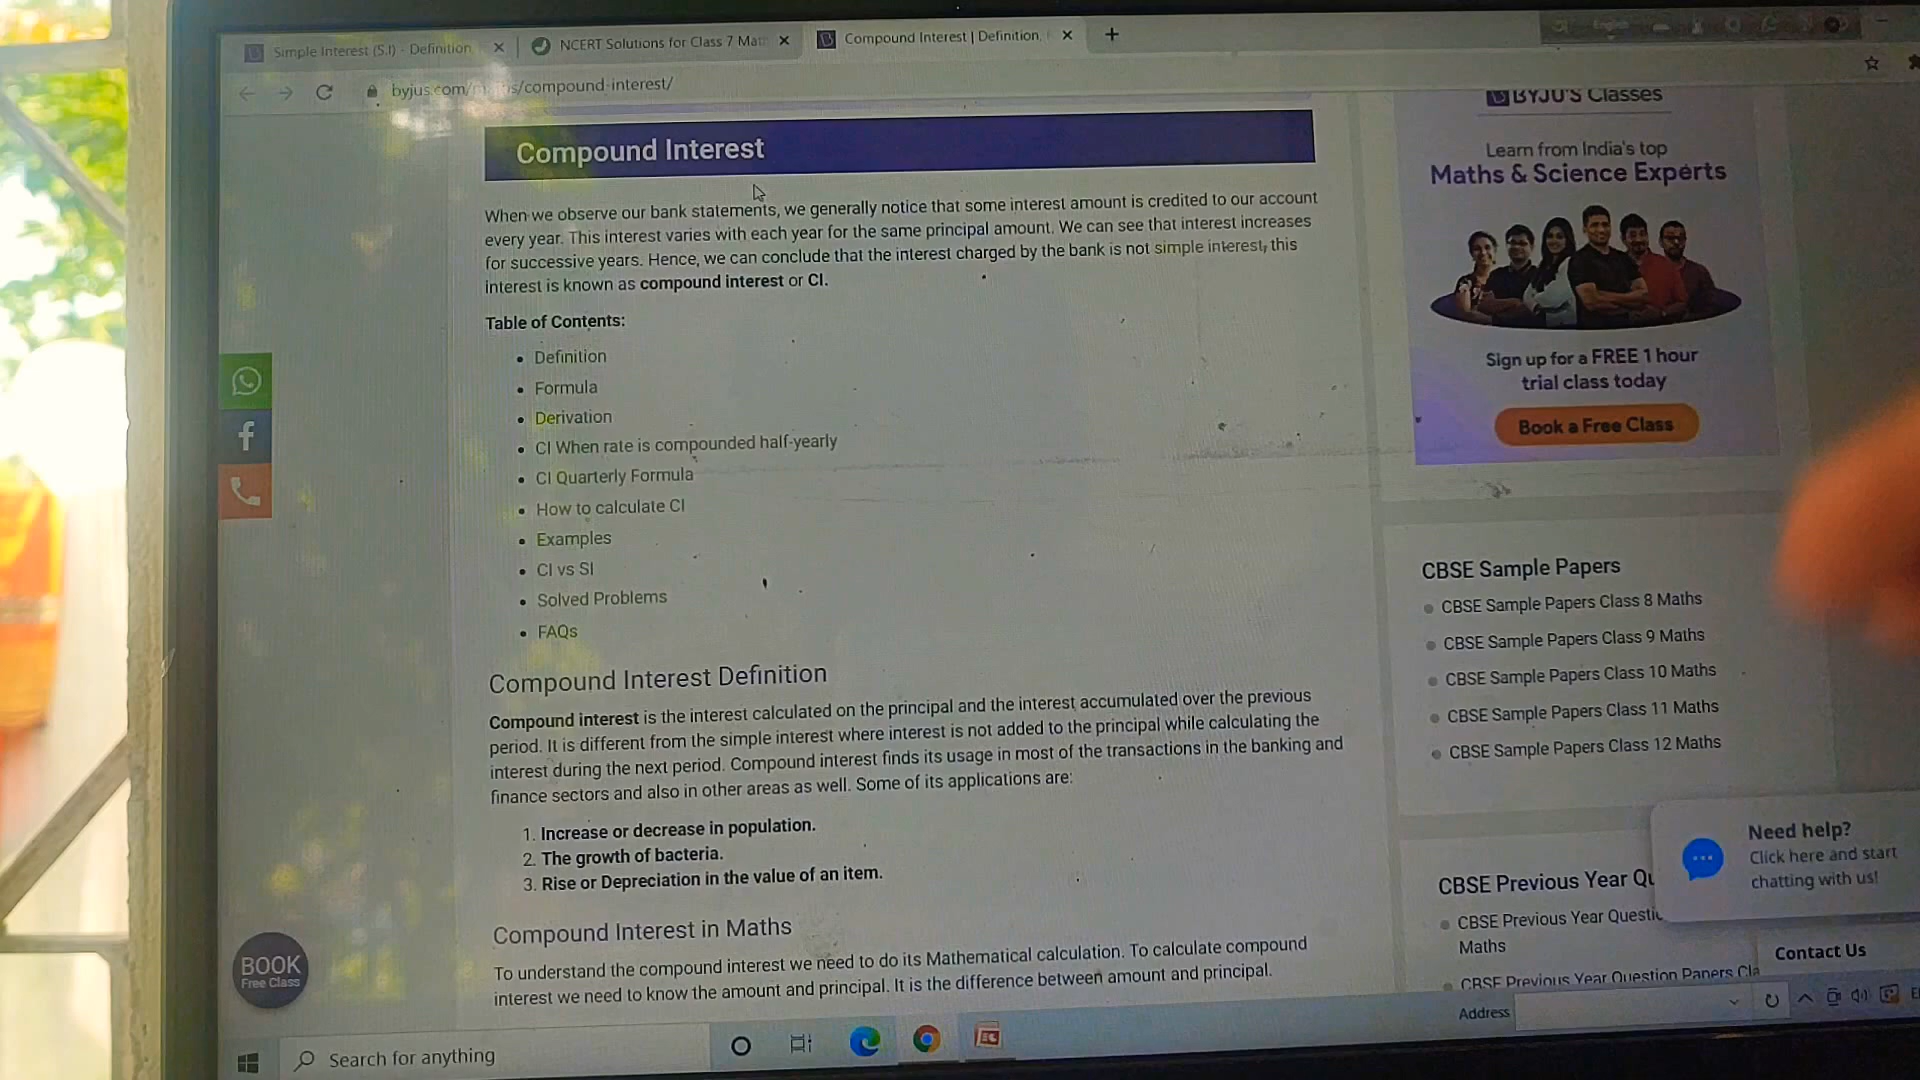 Simple Interest (S.I) - Definition,
NCERT Solutions for Class 7 Mat
Compound Interest | Definition,
byjus.com/ s/compound-interest/
Compound Interest
When we observe our bank statements, we generally notice that some interest amount is credited to our account
every year. This interest varies with each year for the same principal amount. We can see that interest increases
for successive years. Hence, we can conclude that the interest charged by the bank is not simple interest, this
interest is known as compound interest or CI.
Table of Contents:
Definition
Formula
Derivation
CI When rate is compounded half-yearly
CI Quarterly Formula
How to calculate CI
Examples
CI vs SI
Solved Problems
FAQs
Compound Interest Definition
Compound interest is the interest calculated on the principal and the interest accumulated over the previous
period. It is different from the simple interest where interest is not added to the principal while calculating the
interest during the next period. Compound interest finds its usage in most of the transactions in the banking and
finance sectors and also in other areas as well. Some of its applications are:
1. Increase or decrease in population.
2. The growth of bacteria.
3. Rise or Depreciation in the value of an item.
Compound Interest in Maths
To understand the compound interest we need to do its Mathematical calculation. To calculate compound
interest we need to know the amount and principal. It is the difference between amount and principal.
BYJU'S Classes
Learn from India's top
Maths & Science Experts
Sign up for a FREE 1 hour
trial class today
Book a Free Class
CBSE Sample Papers
CBSE Sample Papers Class 8 Maths
CBSE Sample Papers Class 9 Maths
CBSE Sample Papers Class 10 Maths
CBSE Sample Papers Class 11 Maths
CBSE Sample Papers Class 12 Maths
CBSE Previous Year Qu
CBSE Previous Year Questic
Maths
CBSE Previous Year Question Papers Cla
Need help?
Click here and start
chatting with us!
Contact Us
BOOK
Free Class
Address
Search for anything